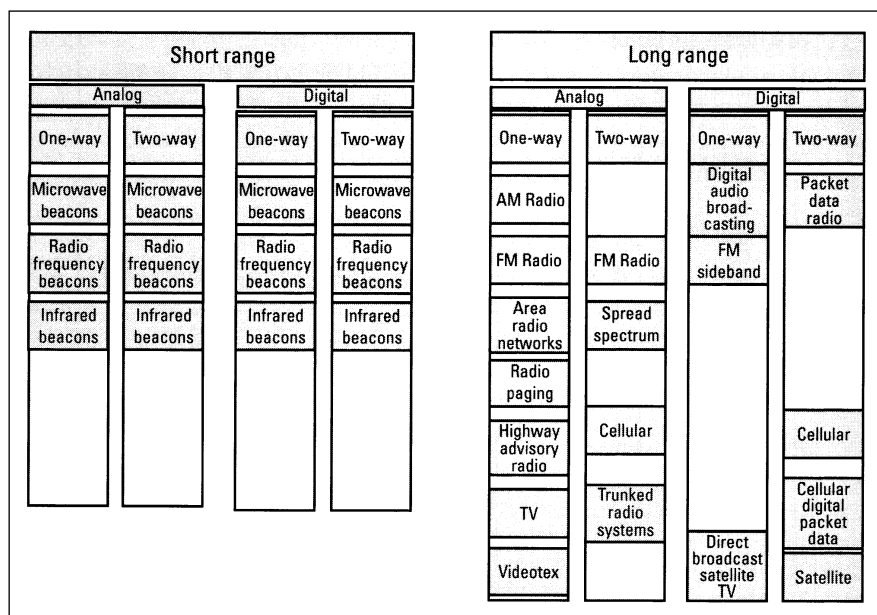 Short range
Analog
Digital
One-way
Two-way
One-way
Two-way
Microwave
beacons
Microwave
beacons
Microwave
beacons
Microwave
beacons
Radio
frequency
beacons
Radio
frequency
beacons
Radio
frequency
beacons
Radio
frequency
beacons
Infrared
beacons
Infrared
beacons
Infrared
beacons
Infrared
beacons
Long range
Analog
Digital
One-way
Two-way
One-way
Two-way
AM Radio
FM Radio
Area
radio
networks
Radio
paging
Highway
advisory
radio
TV
Videotex
FM Radio
Spread
spectrum
Cellular
Trunked
radio
systems
Digital
audio
broad-
casting
FM
sideband
Direct
broadcast
satellite
TV
Packet
data
radio
Cellular
Cellular
digital
packet
data
Satellite